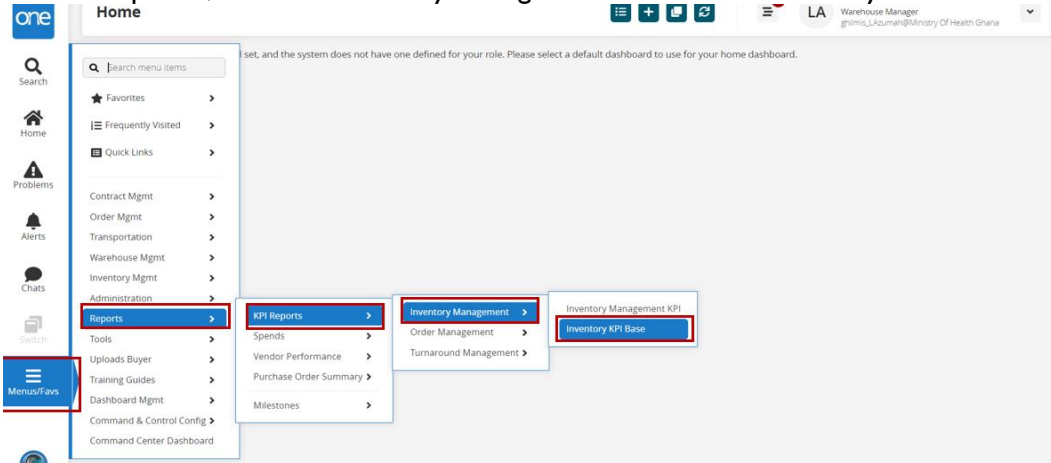 one
Home
LA
Warehouse Manager
ghilmis_LAzumah@Ministry Of Health Ghana
Search
Home
Problems
Alerts
Chats
Switch
Menus/Favs
Search menu items
Favorites
Frequently Visited
Quick Links
Contract Mgmt
Order Mgmt
Transportation
Warehouse Mgmt
Inventory Mgmt
Administration
Reports
Tools
Uploads Buyer
Training Guides
Dashboard Mgmt
Command & Control Config
Command Center Dashboard
l set, and the system does not have one defined for your role. Please select a default dashboard to use for your home dashboard.
KPI Reports
Spends
Vendor Performance
Purchase Order Summary
Milestones
Inventory Management
Order Management
Turnaround Management
Inventory Management KPI
Inventory KPI Base